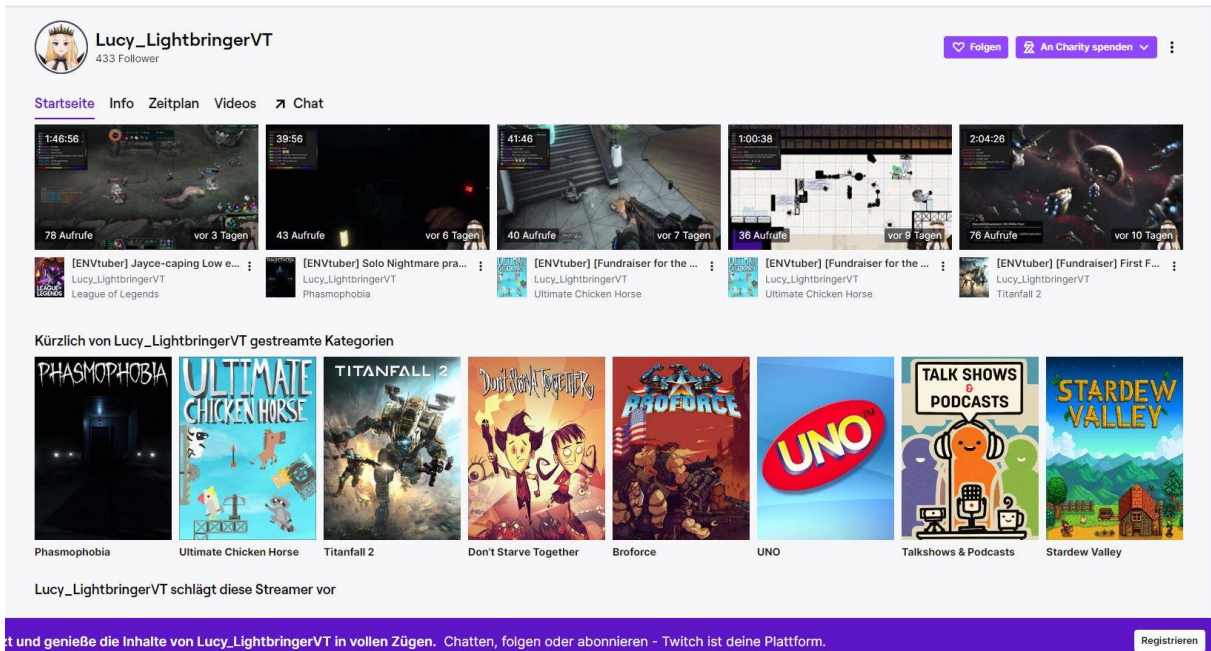 Lucy_LightbringerVT
433 Follower
Folgen
An Charity spenden
Startseite Info Zeitplan Videos Chat
1:46:56
78 Aufrufe
vor 3 Tagen
39:56
43 Aufrufe
vor 6 Tagen
41:46
40 Aufrufe
vor 7 Tagen
1:00:38
36 Aufrufe
vor 9 Tagen
2:04:26
76 Aufrufe
vor 10 Tagen
LEAGUE OF LEGENDS
[ENVtuber] Jayce-caping Low e...
Lucy_LightbringerVT
League of Legends
[ENVtuber] Solo Nightmare pra...
Lucy_LightbringerVT
Phasmophobia
[ENVtuber] [Fundraiser for the ...
Lucy_LightbringerVT
Ultimate Chicken Horse
[ENVtuber] [Fundraiser for the ...
Lucy_LightbringerVT
Ultimate Chicken Horse
[ENVtuber] [Fundraiser] First F...
Lucy_LightbringerVT
Titanfall 2
Kürzlich von Lucy_LightbringerVT gestreamte Kategorien
PHASMOPHOBIA
ULTIMATE
CHICKEN HORSE
TITANFALL 2
Don't Starve Together
BROFORCE
UNO™
TALK SHOWS
&
PODCASTS
STARDEW
VALLEY
Phasmophobia
Ultimate Chicken Horse
Titanfall 2
Don't Starve Together
Broforce
UNO
Talkshows & Podcasts
Stardew Valley
Lucy_LightbringerVT schlägt diese Streamer vor
und genieße die Inhalte von Lucy_LightbringerVT in vollen Zügen. Chatten, folgen oder abonnieren - Twitch ist deine Plattform.
Registrieren